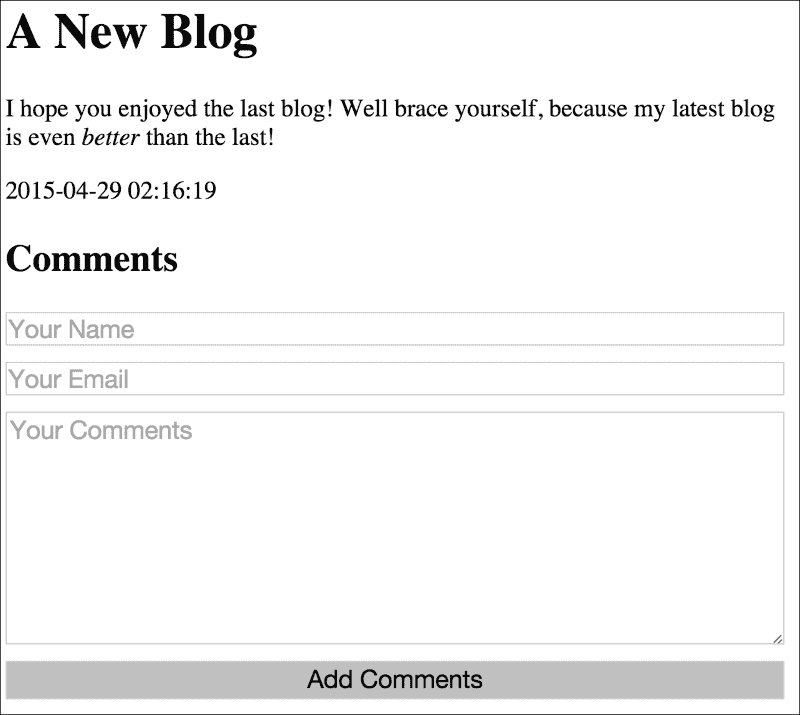 A New Blog
I hope you enjoyed the last blog! Well brace yourself, because my latest blog
is even better than the last!
2015-04-29 02:16:19
Comments
Your Name
Your Email
Your Comments
Add Comments